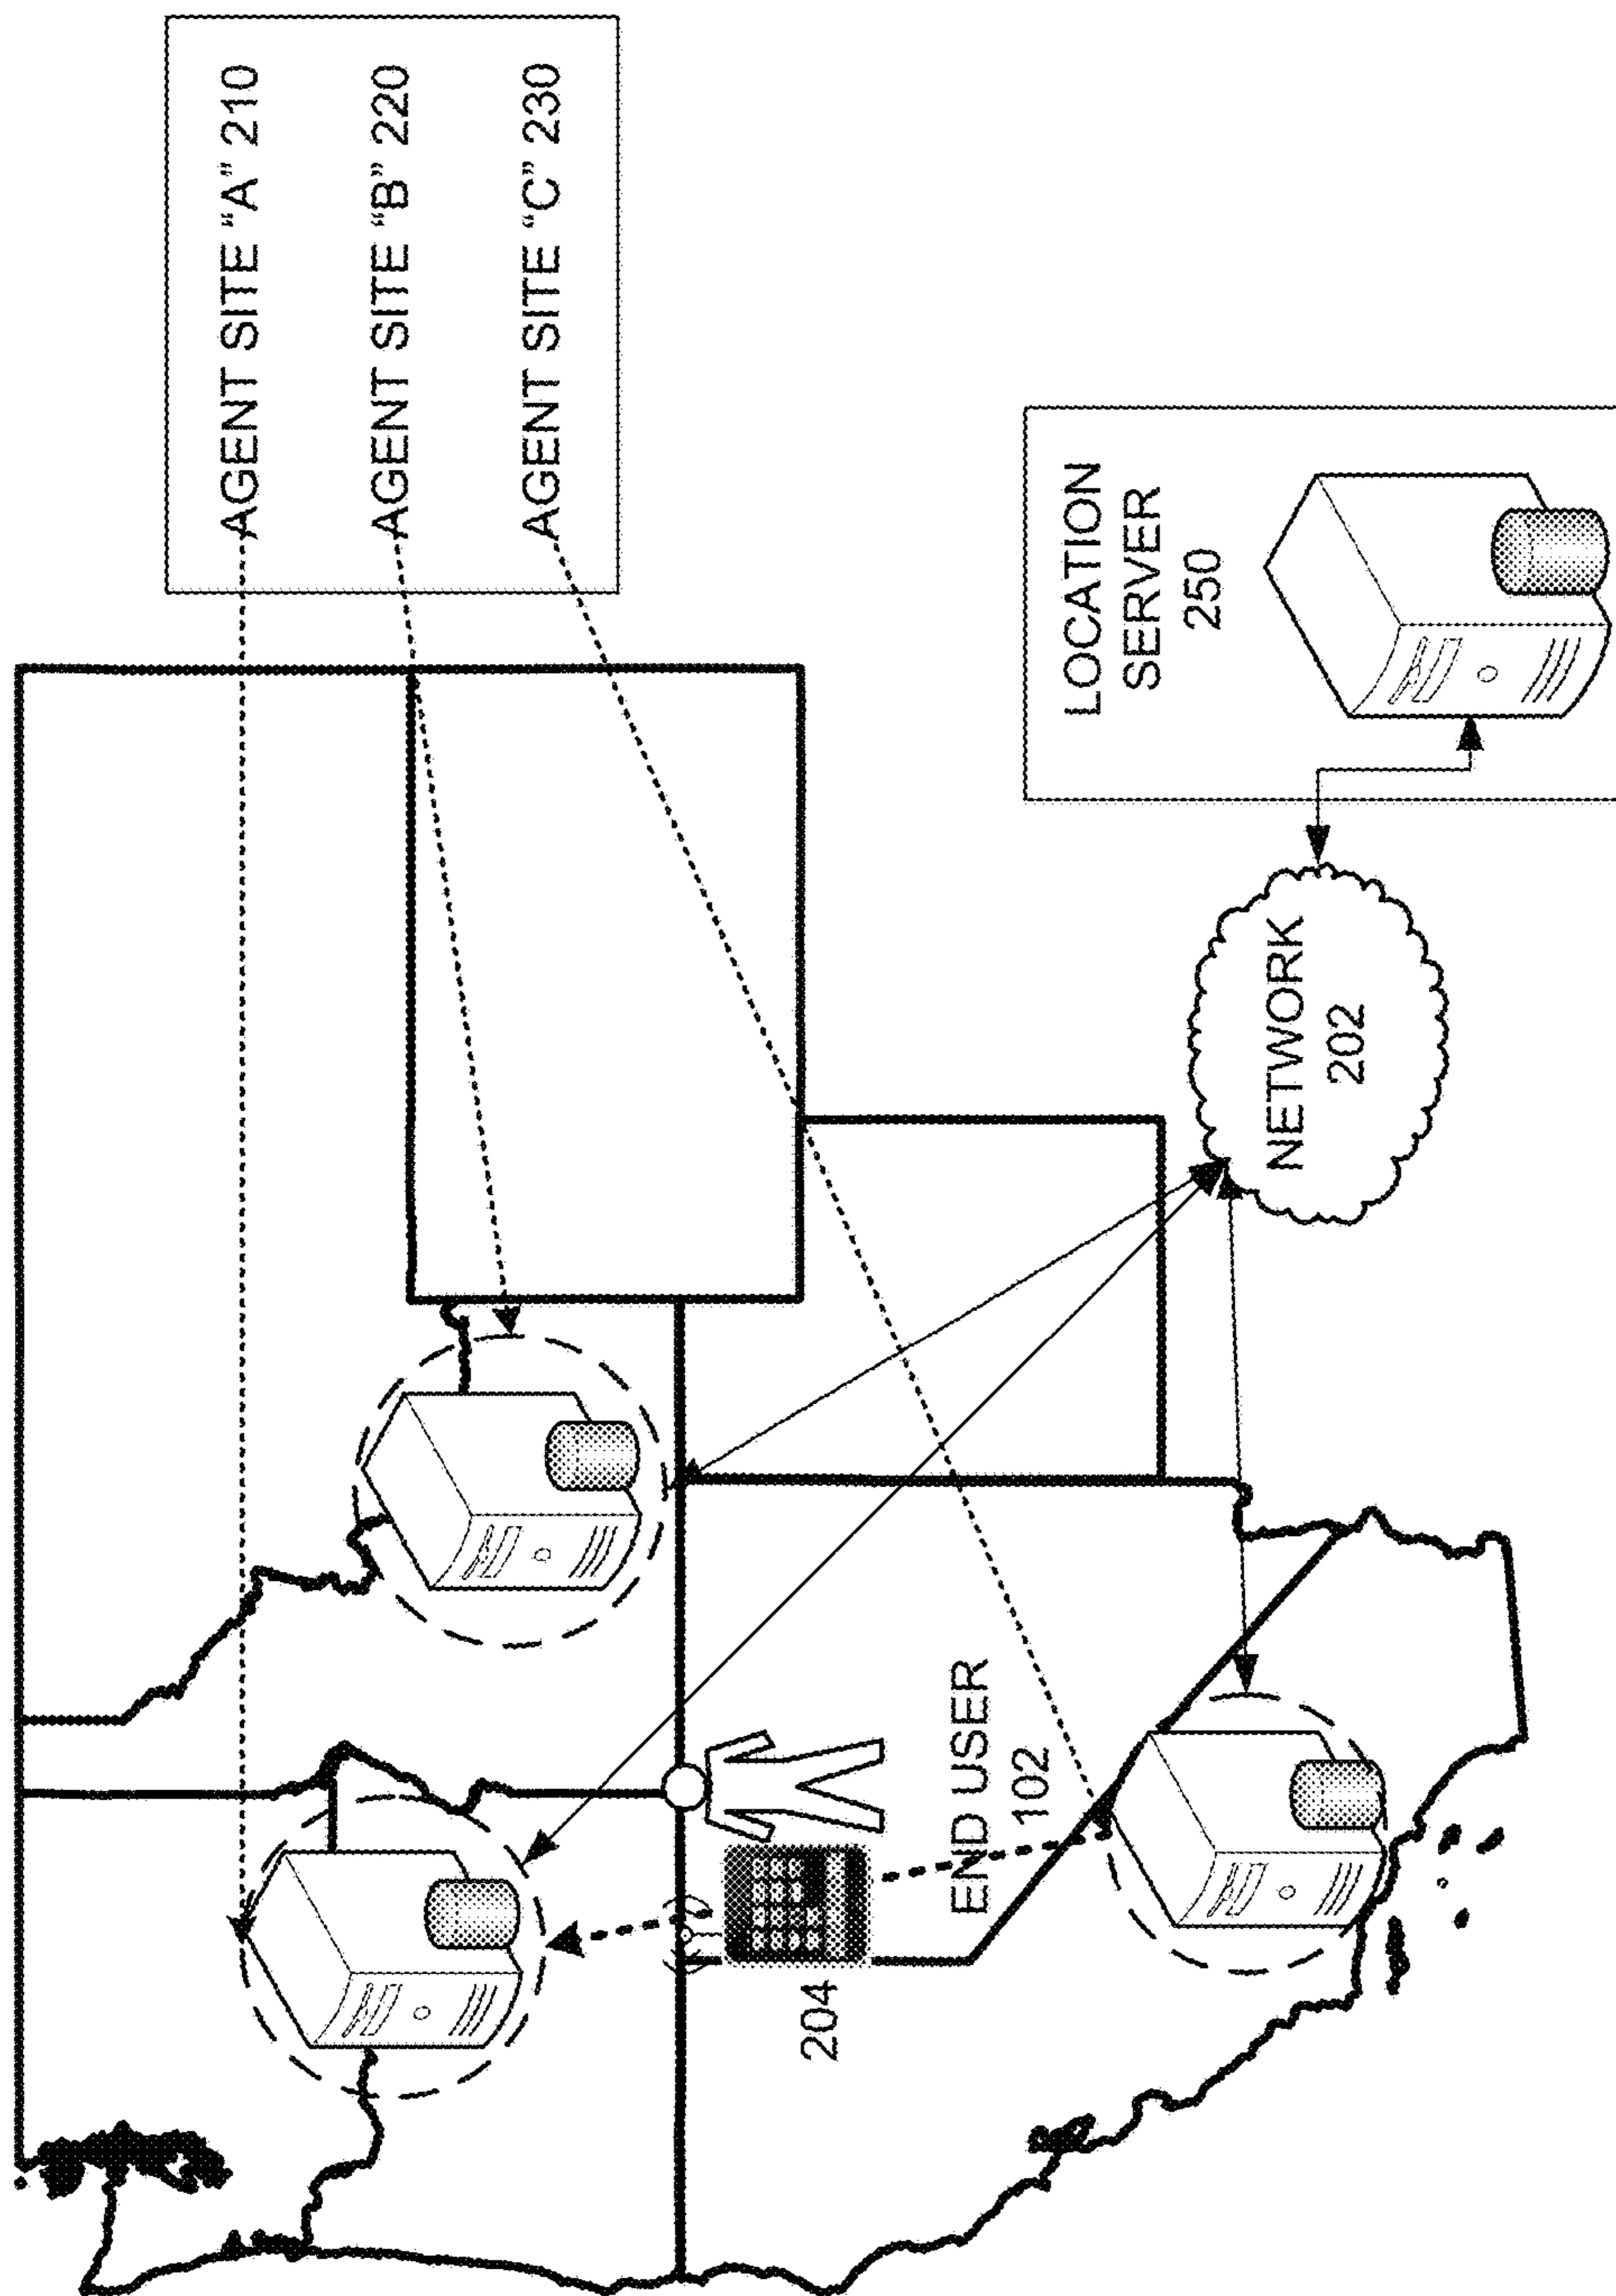 AGENT SITE “A” 210
AGENT SITE “B” 220
AGENT SITE “C” 230
204
END USER
102
NETWORK
202
LOCATION
SERVER
250